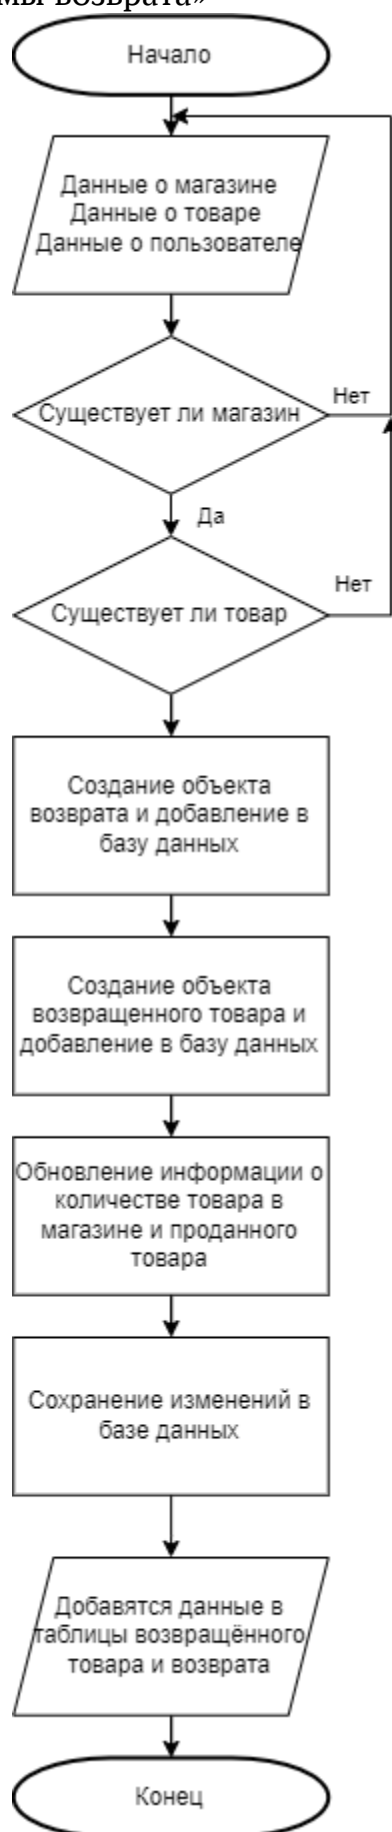 мы возврата»
Начало
Данные о магазине
Данные о товаре
Данные о пользователе
Существует ли магазин
Нет
Да
Нет
Существует ли товар
Создание объекта
возврата и добавление в
базу данных
Создание объекта
возвращенного товара и
добавление в базу данных
Обновление информации о
количестве товара в
магазине и проданного
товара
Сохранение изменений в
базе данных
Добавятся данные в
таблицы возвращённого
товара и возврата
Конец